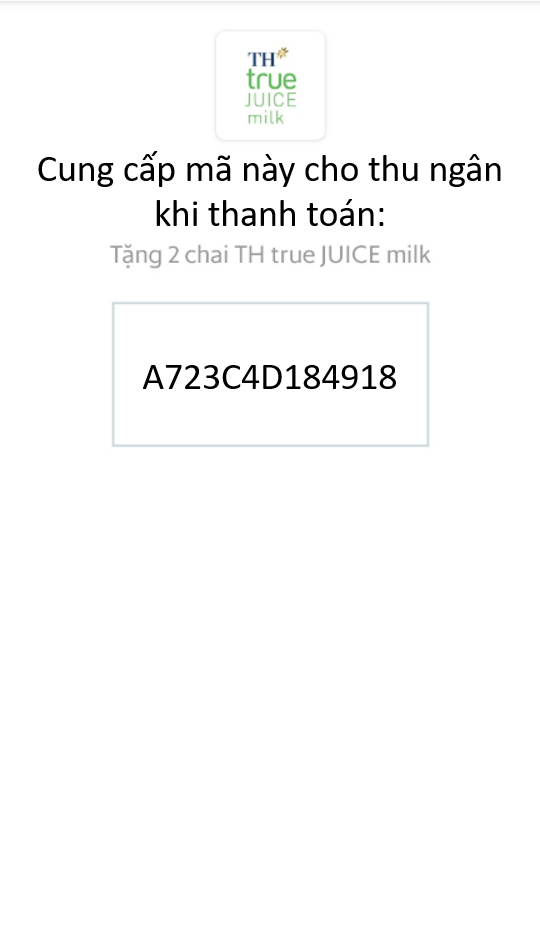 TH
true
JUICE
milk
Cung cấp mã này cho thu ngân
khi thanh toán:
Tặng 2 chai TH true JUICE milk
A723C4D184918